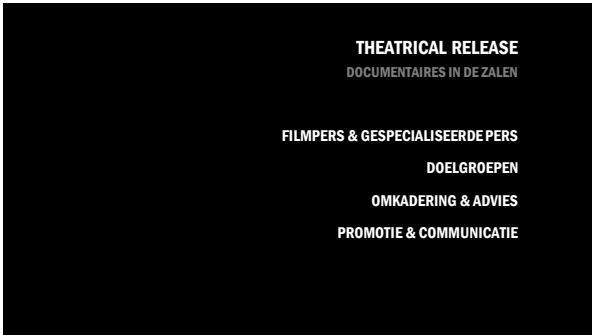 THEATRICAL RELEASE
DOCUMENTAIRES IN DE ZALEN
FILMPERS & GESPECIALISEERDE PERS
DOELGROEPEN
OMKADERING & ADVIES
PROMOTIE & COMMUNICATIE